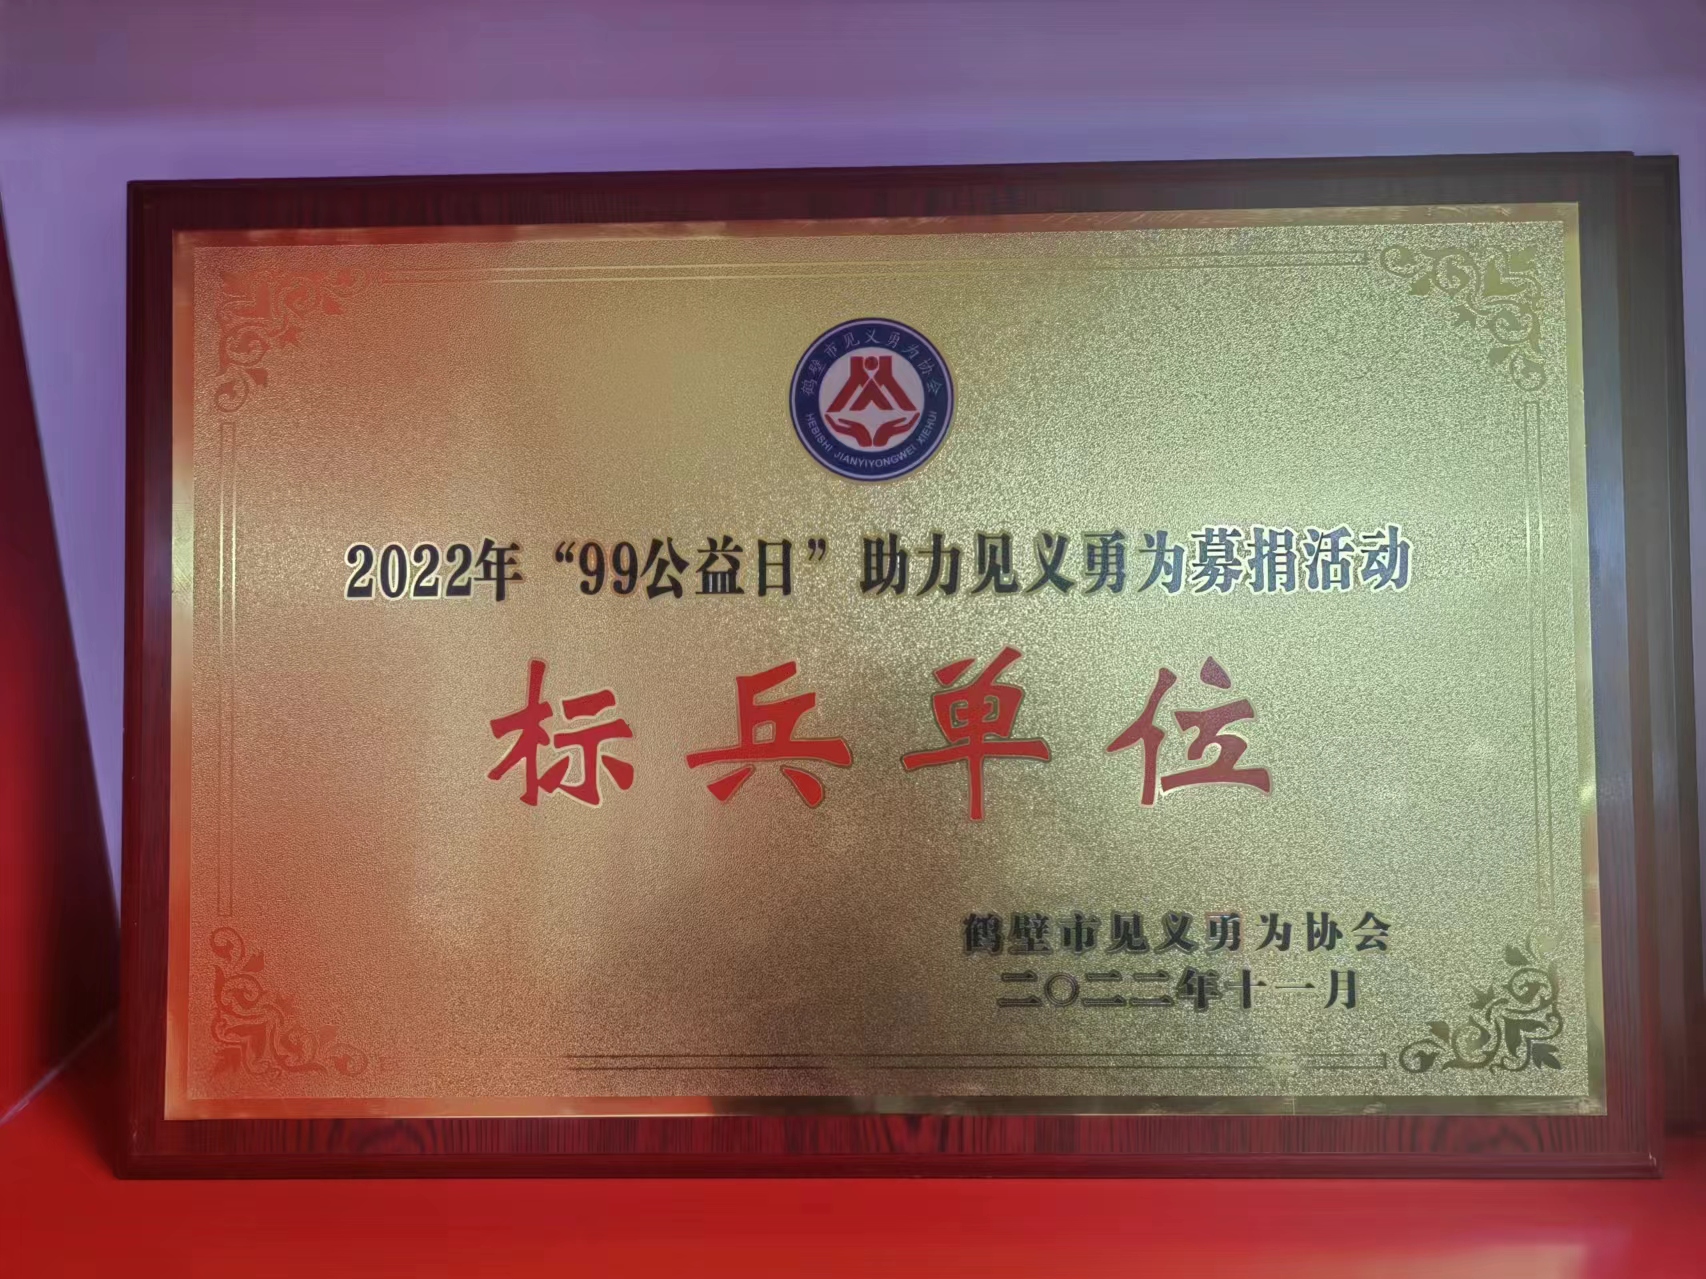 鹤壁市见义勇为协会
HEBISHI JIANYIYONGWEI XIEHUI
2022年“99公益日”助力见义勇为募捐活动
标兵单位
鹤壁市见义勇为协会
二〇二二年十一月